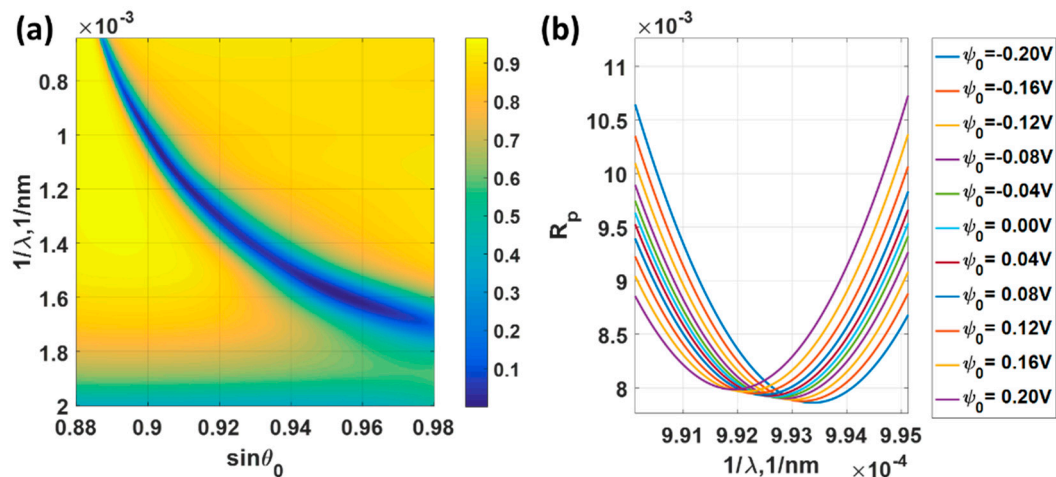 (a)
×10⁻³
0.8
1
1.2
1.4
1.6
1.8
2
1/λ,1/nm
0.88 0.9 0.92 0.94 0.96 0.98
sinθ₀
0.9
0.8
0.7
0.6
0.5
0.4
0.3
0.2
0.1
(b)
×10⁻³
11
10.5
10
9.5
9
8.5
8
Rₚ
9.91 9.92 9.93 9.94 9.95
1/λ,1/nm
×10⁻⁴
ψ₀=-0.20V
ψ₀=-0.16V
ψ₀=-0.12V
ψ₀=-0.08V
ψ₀=-0.04V
ψ₀= 0.00V
ψ₀= 0.04V
ψ₀= 0.08V
ψ₀= 0.12V
ψ₀= 0.16V
ψ₀= 0.20V